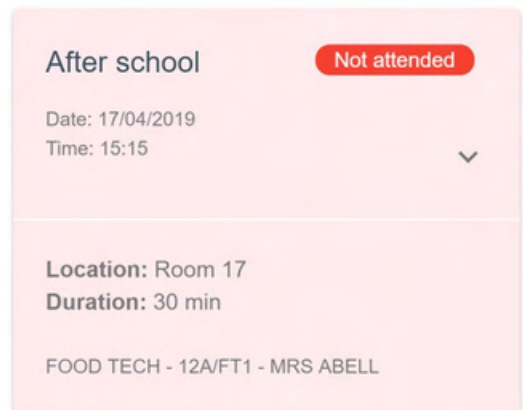 After school
Not attended
Date: 17/04/2019
Time: 15:15
Location: Room 17
Duration: 30 min
FOOD TECH - 12A/FT1 - MRS ABELL